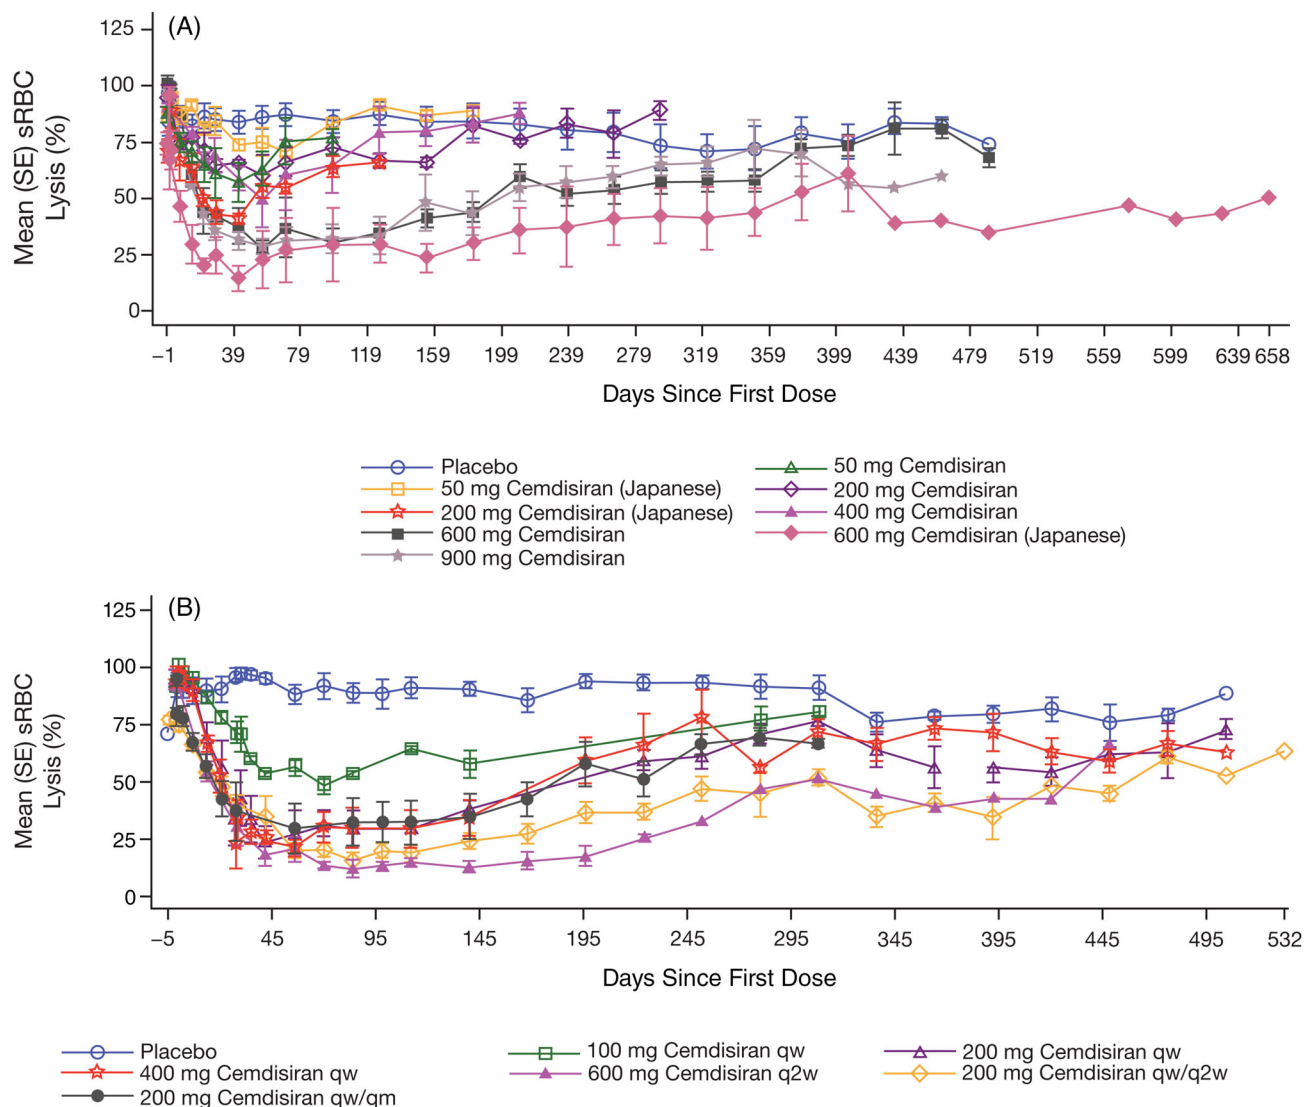 (A)
Mean (SE) sRBC
Lysis (%)
125
100
75
50
25
0
−1 39 79 119 159 199 239 279 319 359 399 439 479 519 559 599 639 658
Days Since First Dose
Placebo
50 mg Cemdisiran (Japanese)
200 mg Cemdisiran (Japanese)
600 mg Cemdisiran
900 mg Cemdisiran
50 mg Cemdisiran
200 mg Cemdisiran
400 mg Cemdisiran
600 mg Cemdisiran (Japanese)
(B)
Mean (SE) sRBC
Lysis (%)
125
100
75
50
25
0
−5 45 95 145 195 245 295 345 395 445 495 532
Days Since First Dose
Placebo
400 mg Cemdisiran qw
200 mg Cemdisiran qw/qm
100 mg Cemdisiran qw
600 mg Cemdisiran q2w
200 mg Cemdisiran qw
200 mg Cemdisiran qw/q2w